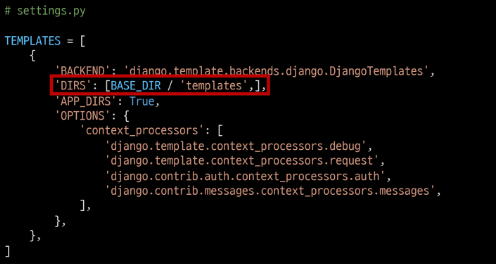 # settings.py
TEMPLATES = [
    {
        'BACKEND': 'django.template.backends.django.DjangoTemplates',
        'DIRS': [BASE_DIR / 'templates',],
        'APP_DIRS': True,
        'OPTIONS': {
            'context_processors': [
                'django.template.context_processors.debug',
                'django.template.context_processors.request',
                'django.contrib.auth.context_processors.auth',
                'django.contrib.messages.context_processors.messages',
            ],
        },
    },
]